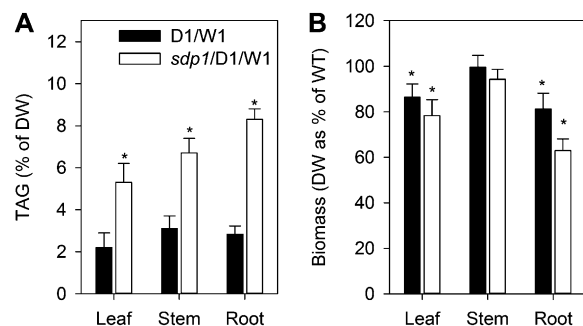 A
D1/W1
sdp1/D1/W1
TAG (% of DW)
12
10
8
6
4
2
0
*
*
*
Leaf Stem Root
B
Biomass (DW as % of WT)
120
100
80
60
40
20
0
*
*
*
*
Leaf Stem Root